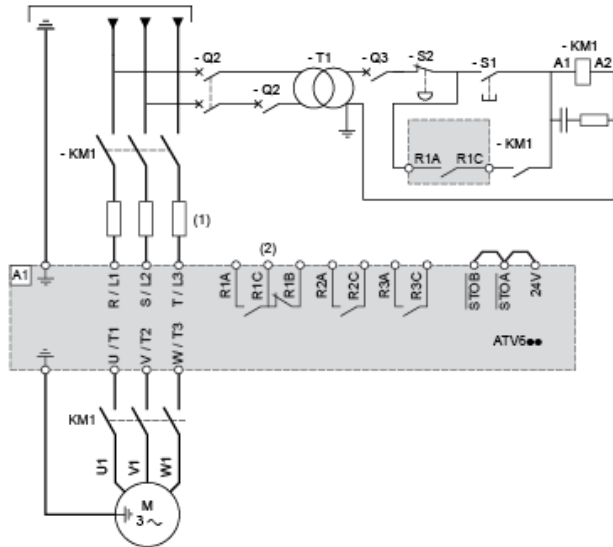 - Q2
- T1
- Q3
- S2
- S1
- KM1
A1
A2
- Q2
- KM1
R1A
R1C
- KM1
(1)
(2)
A1
R / L1
S / L2
T / L3
R1A
R1C
R1B
R2A
R2C
R3A
R3C
STOB
STOA
24V
U / T1
V / T2
W / T3
ATV6●●
KM1
U1
V1
W1
M
3 ~